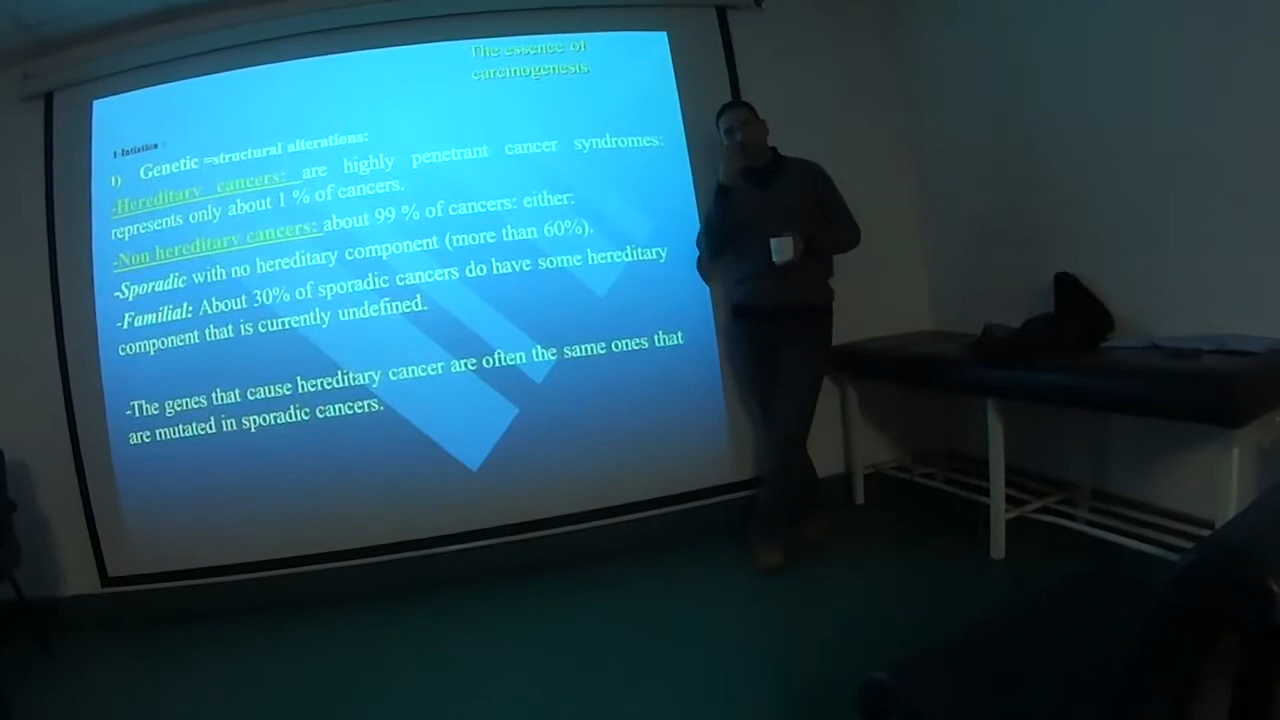 The essence of
carcinogenesis
1-Intiation :
I) Genetic =structural alterations:
-Hereditary cancers: are highly penetrant cancer syndromes:
represents only about 1 % of cancers.
-Non hereditary cancers: about 99 % of cancers: either:
-Sporadic with no hereditary component (more than 60%).
-Familial: About 30% of sporadic cancers do have some hereditary
component that is currently undefined.
-The genes that cause hereditary cancer are often the same ones that
are mutated in sporadic cancers.